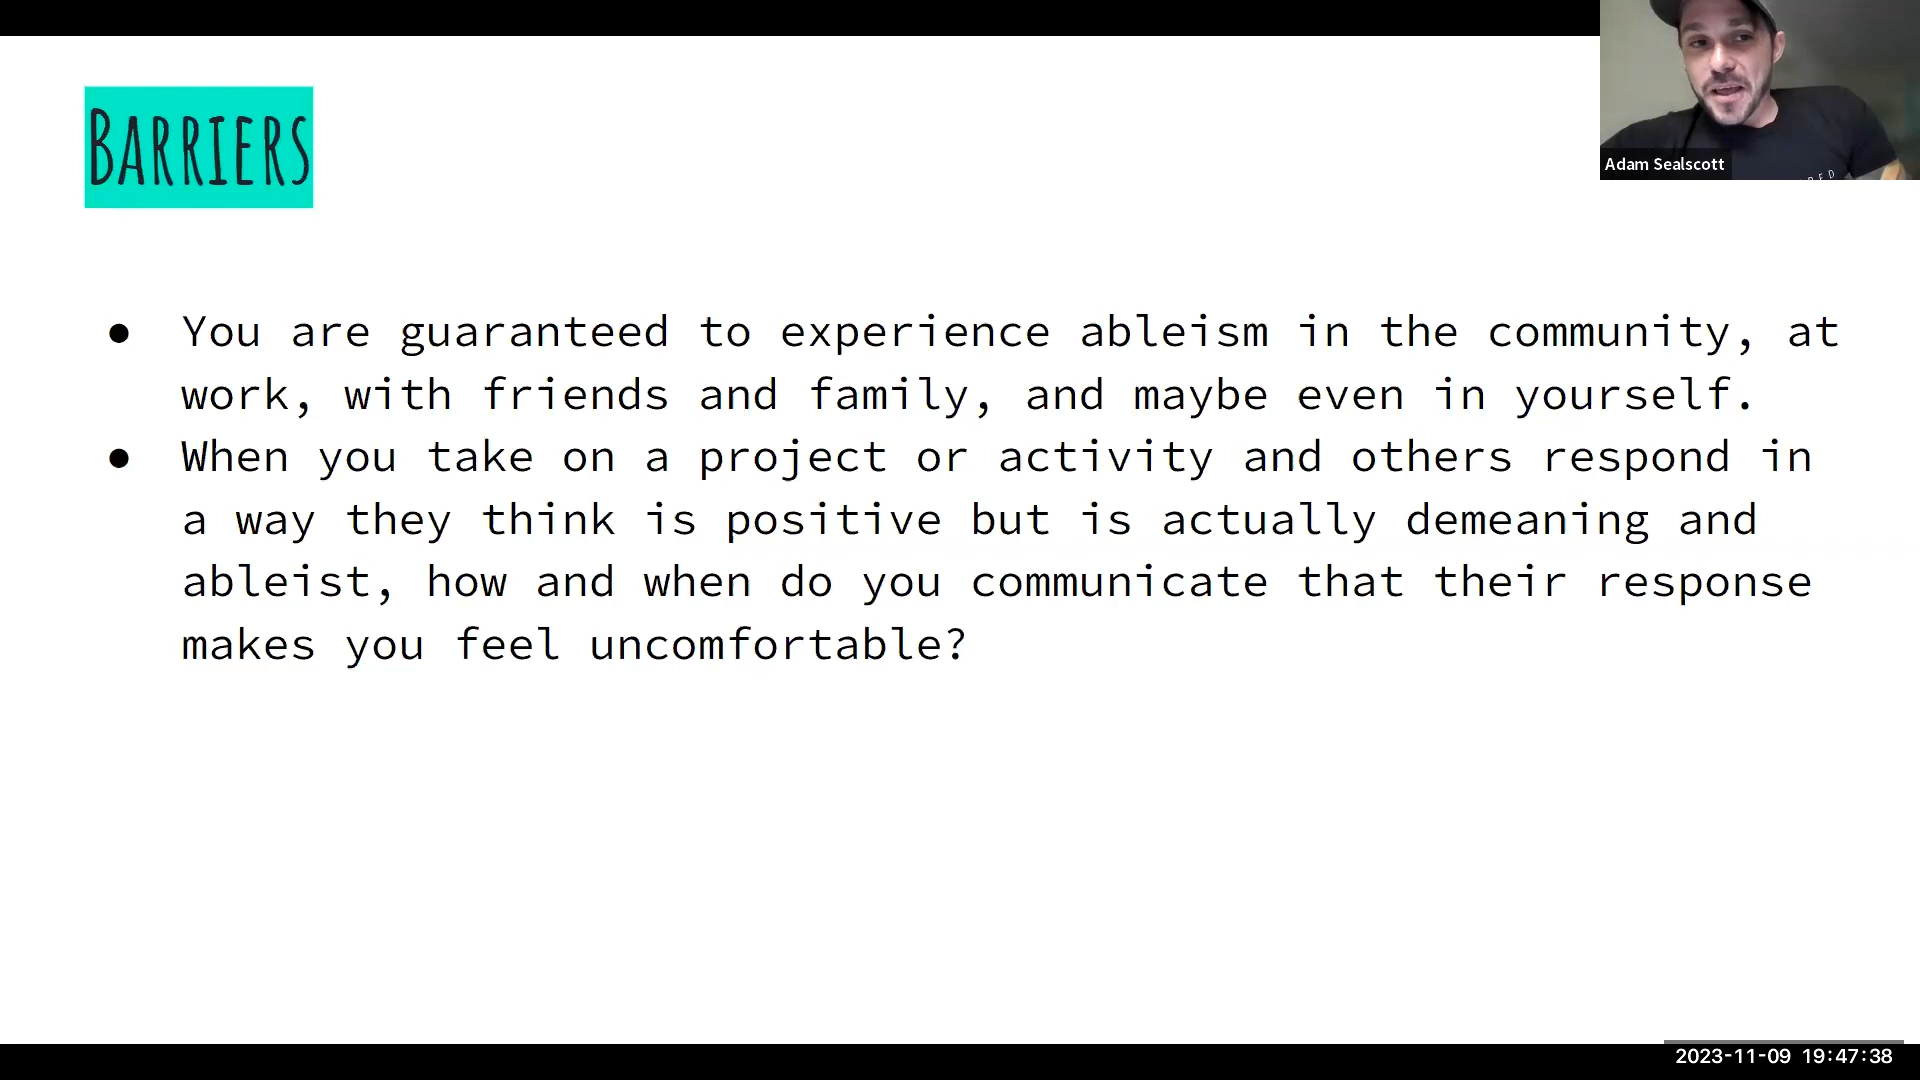 BARRIERS
Adam Sealscott
● You are guaranteed to experience ableism in the community, at
work, with friends and family, and maybe even in yourself.
● When you take on a project or activity and others respond in
a way they think is positive but is actually demeaning and
ableist, how and when do you communicate that their response
makes you feel uncomfortable?
2023-11-09 19:47:38